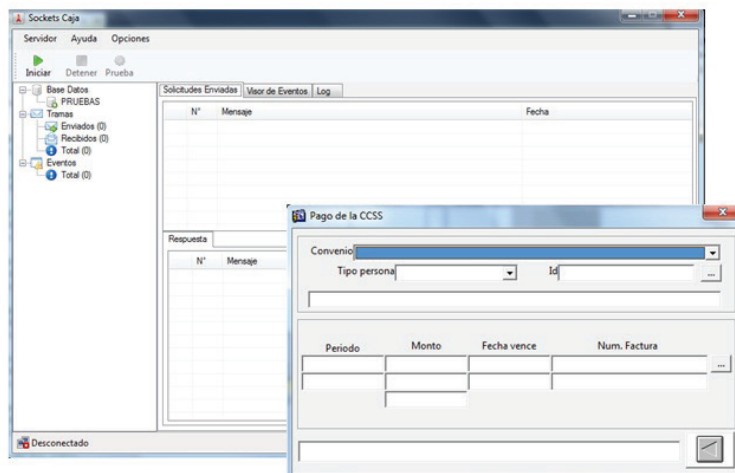 Sockets Caja
Servidor Ayuda Opciones
Iniciar Detener Prueba
Base Datos
PRUEBAS
Tramas
Enviados (0)
Recibidos (0)
Total (0)
Eventos
Total (0)
Solicitudes Enviadas Visor de Eventos Log
N° Mensaje Fecha
Respuesta
N° Mensaje
Desconectado
Pago de la CCSS
Convenio
Tipo persona Id ...
Periodo Monto Fecha vence Num. Factura
...